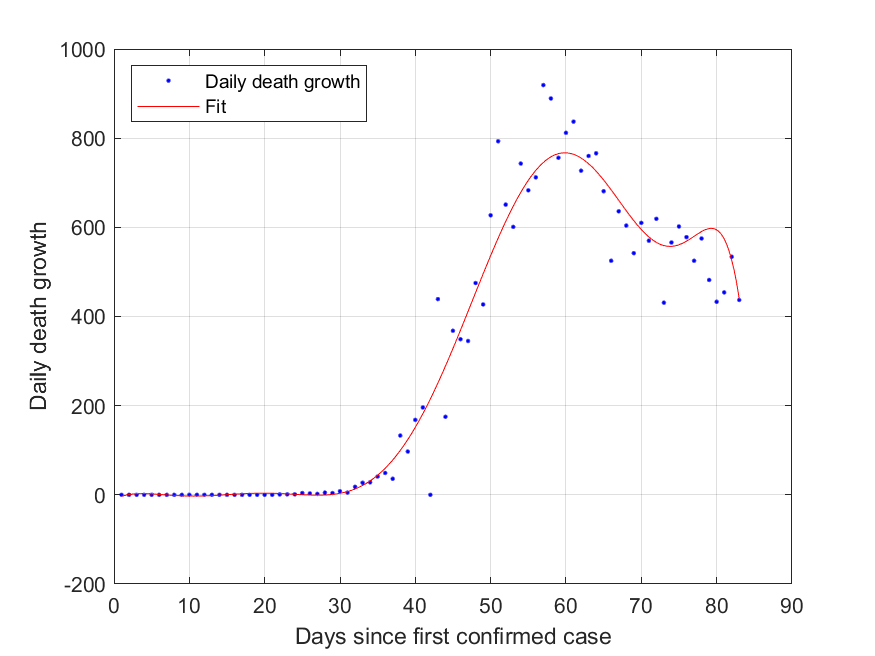 1000
800
600
400
200
0
-200
Daily death growth
Daily death growth
Fit
0 10 20 30 40 50 60 70 80 90
Days since first confirmed case